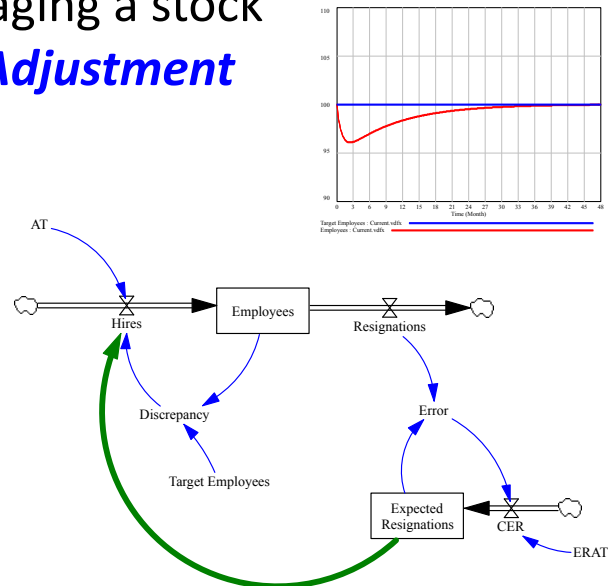 aging a stock
Adjustment
110
105
100
95
90
0 3 6 9 12 15 18 21 24 27 30 33 36 39 42 45 48
Time (Month)
Target Employees : Current.vdfx
Employees : Current.vdfx
AT
Hires
Employees
Resignations
Discrepancy
Error
Target Employees
Expected
Resignations
CER
ERAT